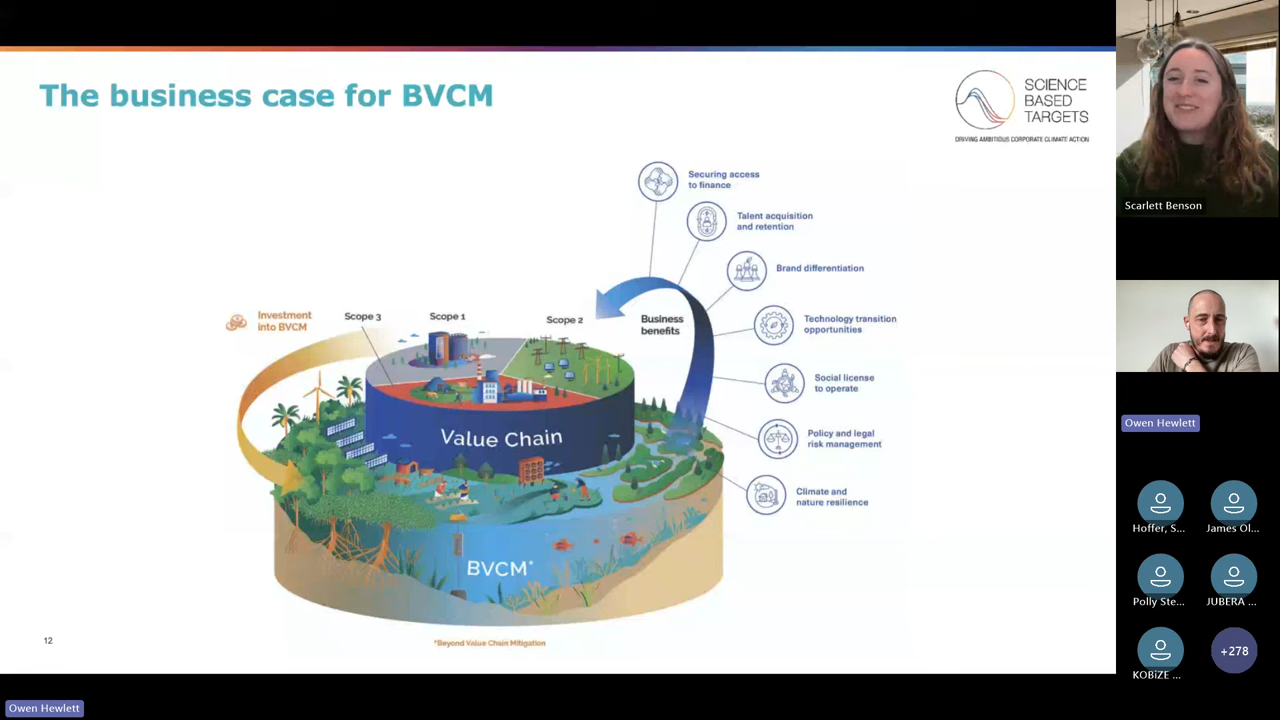 The business case for BVCM
SCIENCE
BASED
TARGETS
DRIVING AMBITIOUS CORPORATE CLIMATE ACTION
Securing access
to finance
Talent acquisition
and retention
Brand differentiation
Technology transition
opportunities
Social license
to operate
Policy and legal
risk management
Climate and
nature resilience
Investment
into BVCM
Scope 3
Scope 1
Scope 2
Business
benefits
Value Chain
BVCM*
*Beyond Value Chain Mitigation
12
Owen Hewlett
Scarlett Benson
Owen Hewlett
Hoffer, S...
James Ol...
Polly Ste...
JUBERA ...
KOBiZE ...
+278